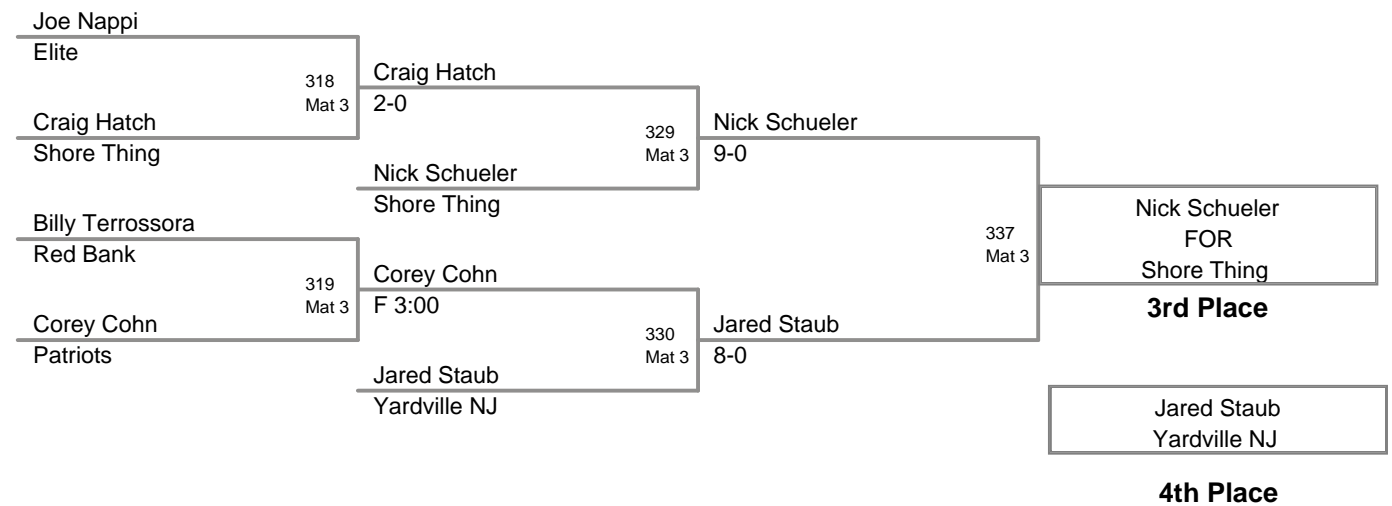 Joe Nappi
Elite
318
Mat 3
Craig Hatch
2-0
Craig Hatch
Shore Thing
329
Mat 3
Nick Schueler
9-0
Nick Schueler
Shore Thing
Billy Terrossora
Red Bank
337
Mat 3
Nick Schueler
FOR
Shore Thing
3rd Place
319
Mat 3
Corey Cohn
F 3:00
Corey Cohn
Patriots
330
Mat 3
Jared Staub
8-0
Jared Staub
Yardville NJ
Jared Staub
Yardville NJ
4th Place